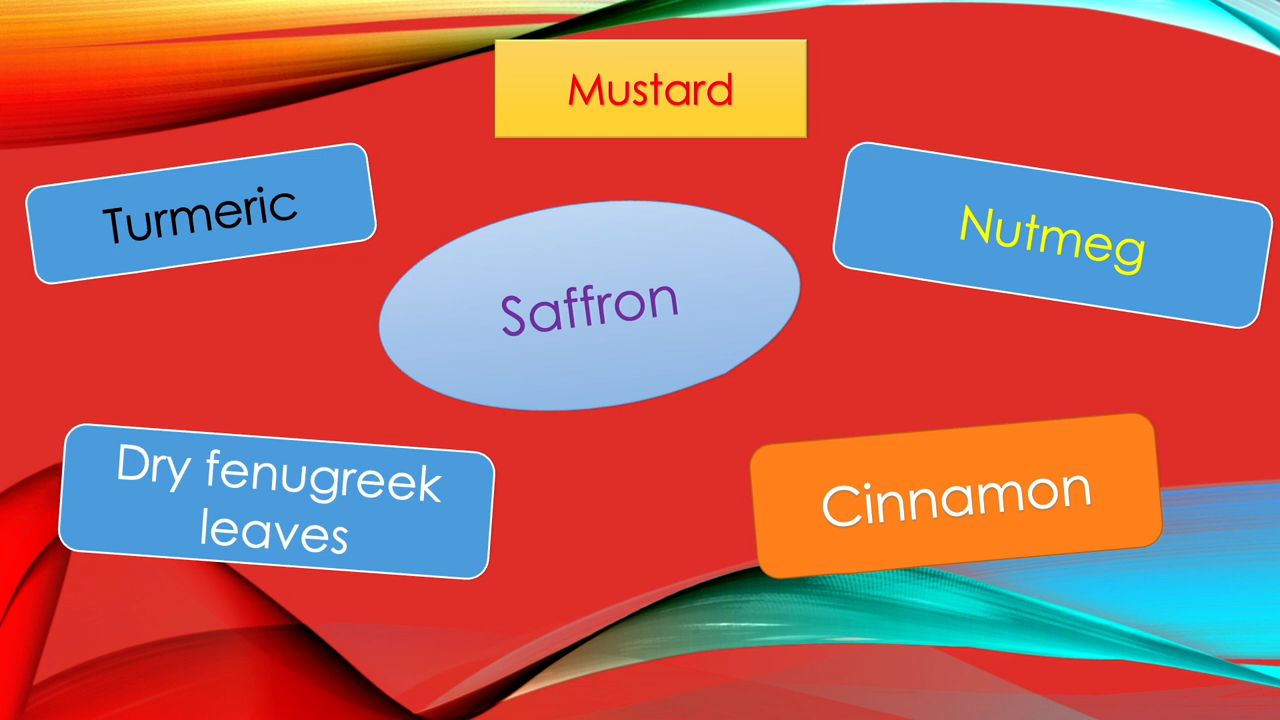 Mustard
Turmeric
Nutmeg
Saffron
Dry fenugreek
leaves
Cinnamon